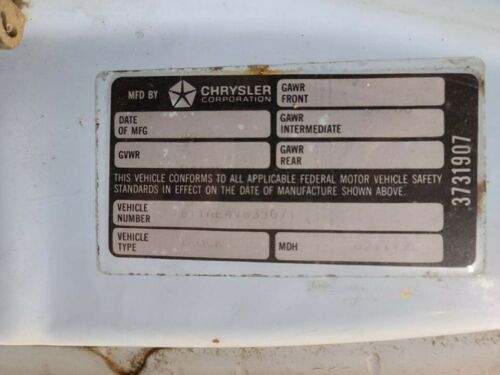 MFD BY CHRYSLER CORPORATION
GAWR FRONT
DATE OF MFG
GAWR INTERMEDIATE
GVWR
GAWR REAR
THIS VEHICLE CONFORMS TO ALL APPLICABLE FEDERAL MOTOR VEHICLE SAFETY
STANDARDS IN EFFECT ON THE DATE OF MANUFACTURE SHOWN ABOVE.
VEHICLE NUMBER
VEHICLE TYPE TRUCK
MDH
3731907